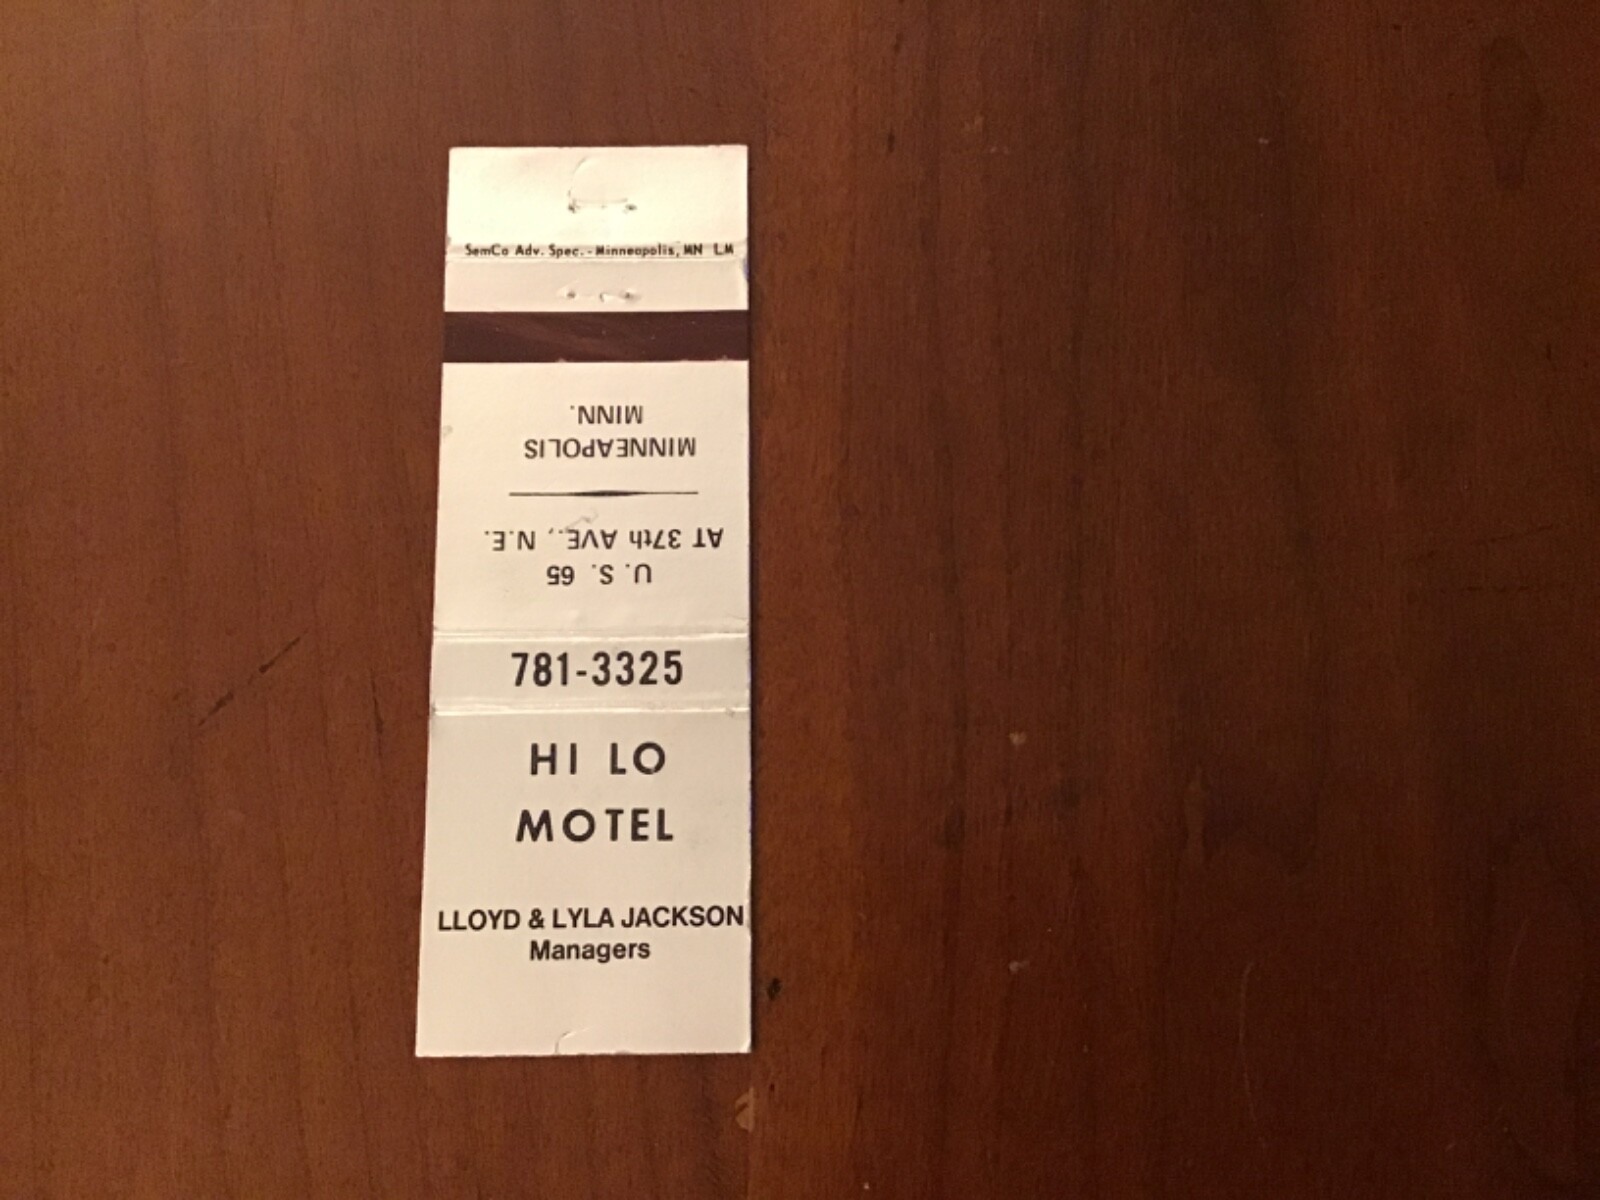 SemCo Adv. Spec. - Minneapolis, MN LM
U. S. 65
AT 37th AVE., N.E.
MINNEAPOLIS
MINN.
781-3325
HI LO
MOTEL
LLOYD & LYLA JACKSON
Managers